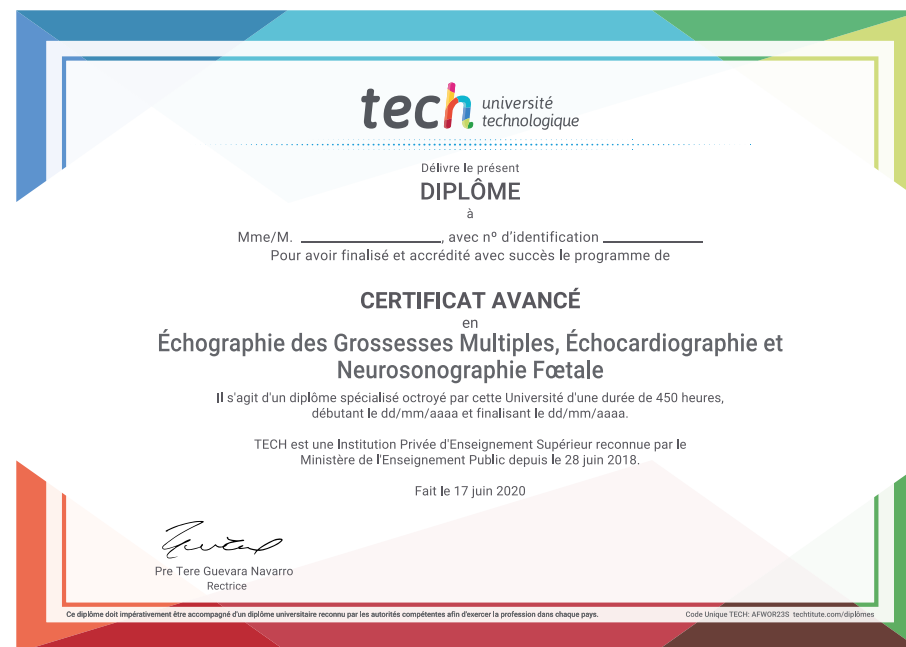 tech université
technologique
Délivre le présent
DIPLÔME
à
Mme/M. ____________________, avec nº d'identification ______________
Pour avoir finalisé et accrédité avec succès le programme de
CERTIFICAT AVANCÉ
en
Échographie des Grossesses Multiples, Échocardiographie et
Neurosonographie Fœtale
Il s'agit d'un diplôme spécialisé octroyé par cette Université d'une durée de 450 heures,
débutant le dd/mm/aaaa et finalisant le dd/mm/aaaa.
TECH est une Institution Privée d'Enseignement Supérieur reconnue par le
Ministère de l'Enseignement Public depuis le 28 juin 2018.
Fait le 17 juin 2020
Pre Tere Guevara Navarro
Rectrice
Ce diplôme doit impérativement être accompagné d'un diplôme universitaire reconnu par les autorités compétentes afin d'exercer la profession dans chaque pays.
Code Unique TECH: AFWOR23S techtitute.com/diplômes